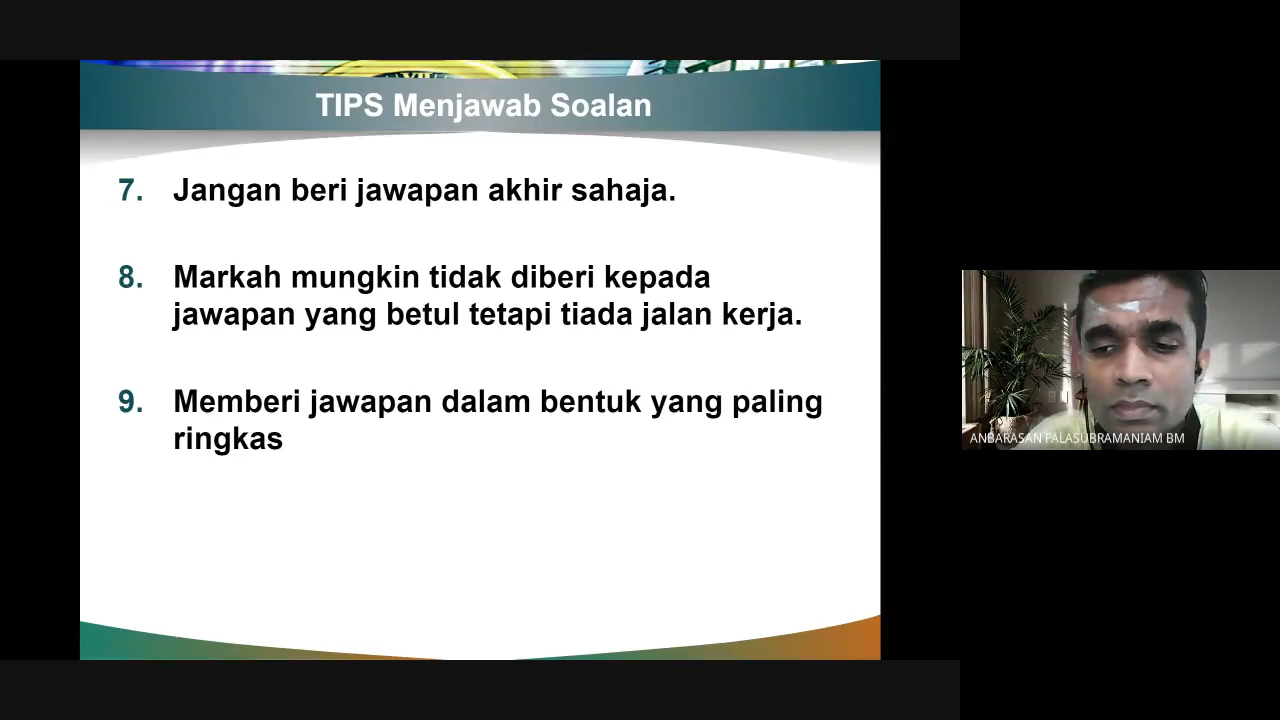 TIPS Menjawab Soalan
7. Jangan beri jawapan akhir sahaja.
8. Markah mungkin tidak diberi kepada
jawapan yang betul tetapi tiada jalan kerja.
9. Memberi jawapan dalam bentuk yang paling
ringkas
ANBARASAN PALASUBRAMANIAM BM